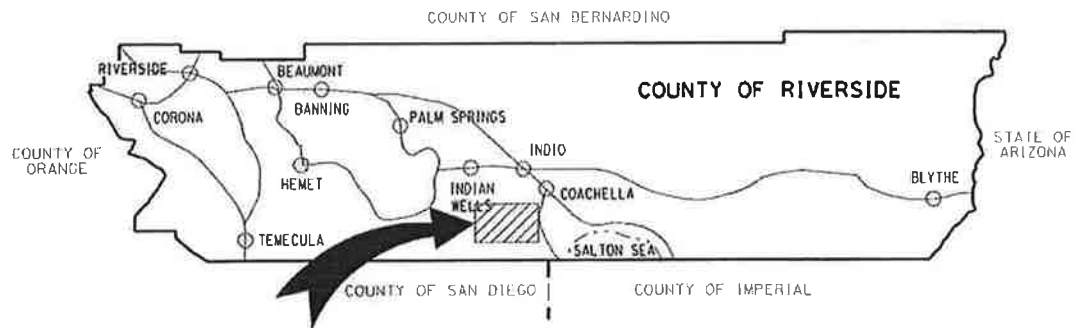 COUNTY OF SAN BERNARDINO
RIVERSIDE
BEAUMONT
COUNTY OF RIVERSIDE
BANNING
CORONA
PALM SPRINGS
STATE OF
ARIZONA
COUNTY OF
ORANGE
INDIO
HEMET
INDIAN
WELLS
COACHELLA
BLYTHE
TEMECULA
SALTON SEA
COUNTY OF SAN DIEGO
COUNTY OF IMPERIAL